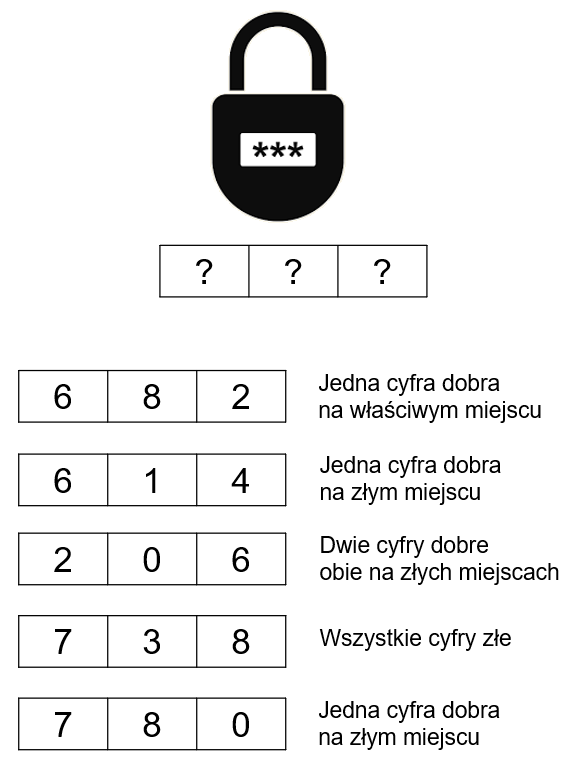 ***
? ? ?
6 8 2 Jedna cyfra dobra
na właściwym miejscu
6 1 4 Jedna cyfra dobra
na złym miejscu
2 0 6 Dwie cyfry dobre
obie na złych miejscach
7 3 8 Wszystkie cyfry złe
7 8 0 Jedna cyfra dobra
na złym miejscu